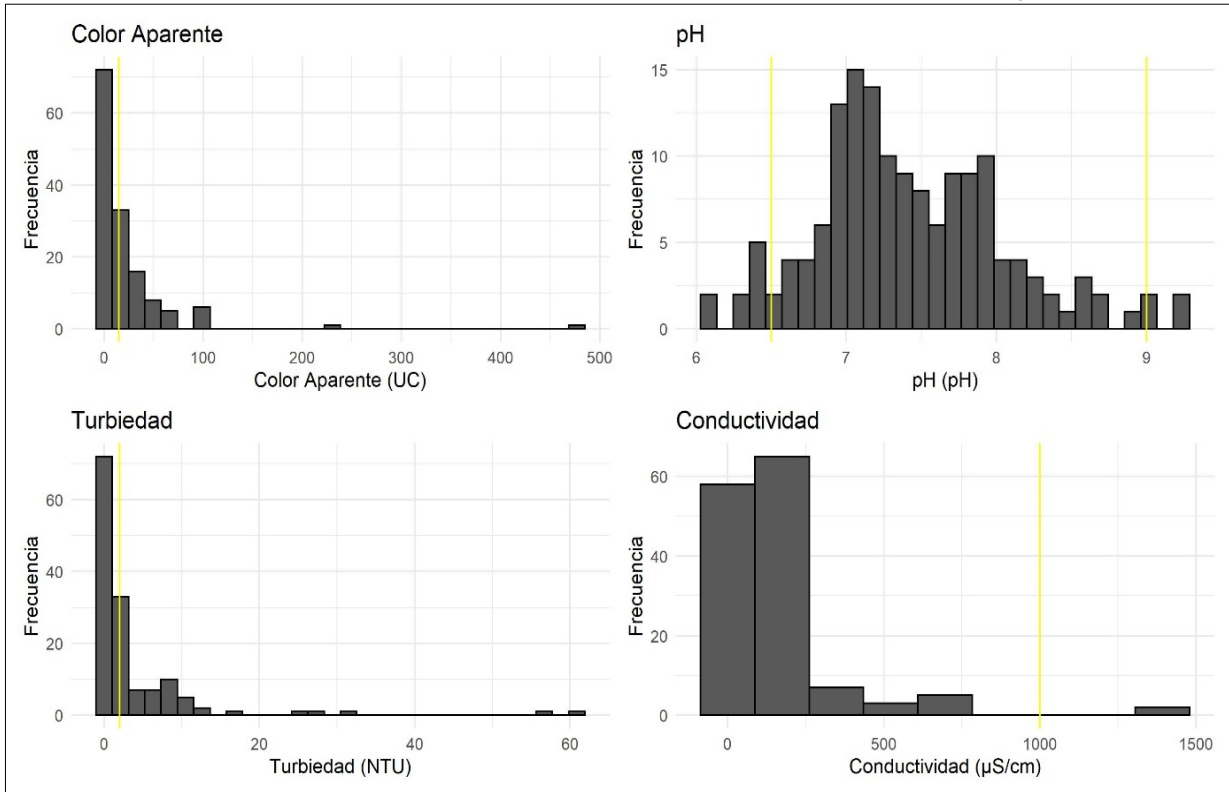 Color Aparente
Frecuencia
60
40
20
0
0 100 200 300 400 500
Color Aparente (UC)
pH
Frecuencia
15
10
5
0
6 7 8 9
pH (pH)
Turbiedad
Frecuencia
60
40
20
0
0 20 40 60
Turbiedad (NTU)
Conductividad
Frecuencia
60
40
20
0
0 500 1000 1500
Conductividad (µS/cm)